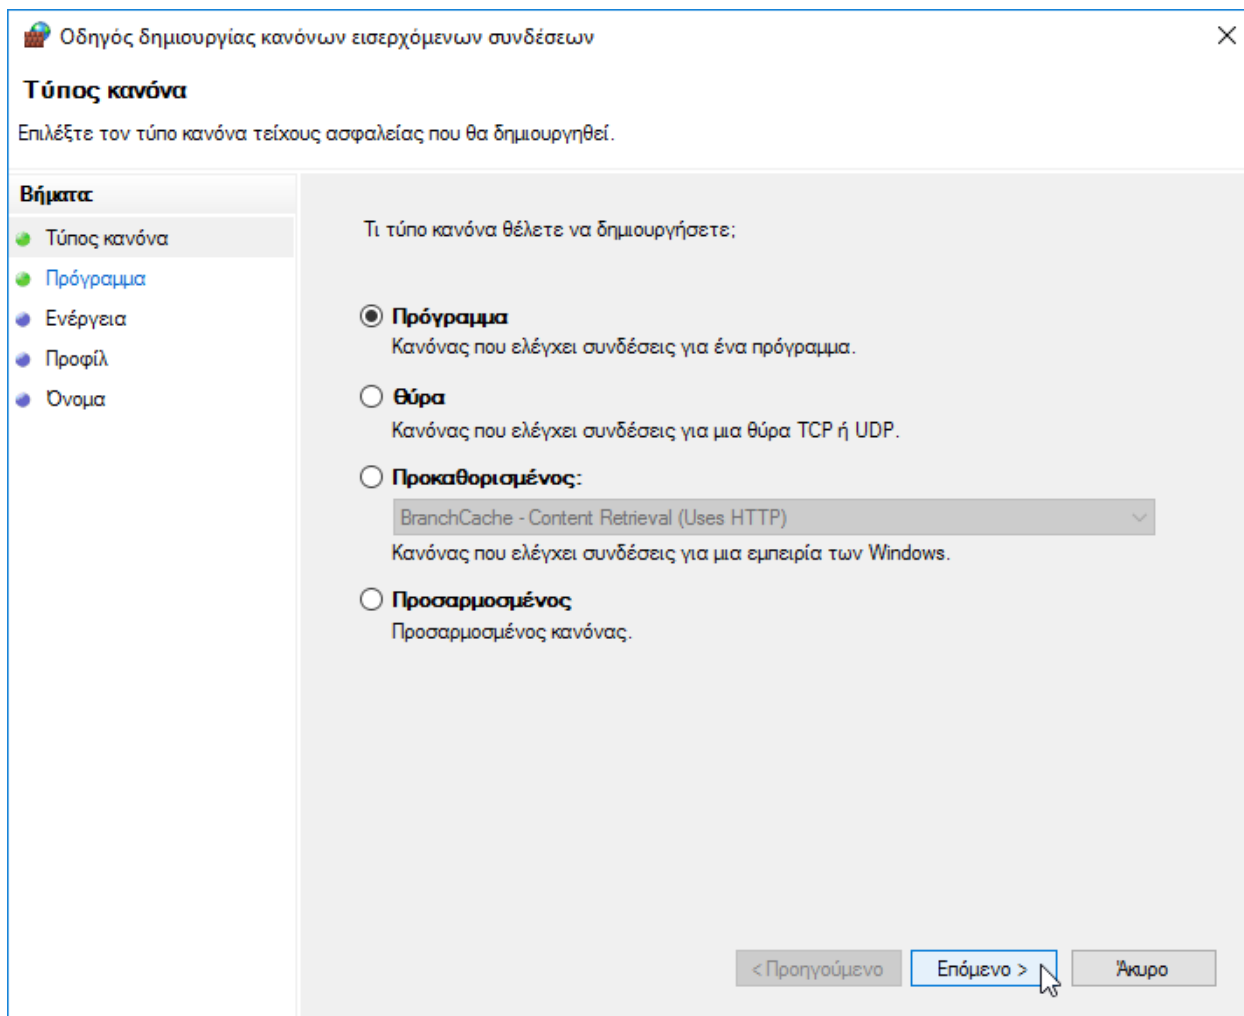 Οδηγός δημιουργίας κανόνων εισερχόμενων συνδέσεων
Τύπος κανόνα
Επιλέξτε τον τύπο κανόνα τείχους ασφαλείας που θα δημιουργηθεί.
Βήματα:
Τύπος κανόνα
Πρόγραμμα
Ενέργεια
Προφίλ
Όνομα
Τι τύπο κανόνα θέλετε να δημιουργήσετε;
Πρόγραμμα
Κανόνας που ελέγχει συνδέσεις για ένα πρόγραμμα.
Θύρα
Κανόνας που ελέγχει συνδέσεις για μια θύρα TCP ή UDP.
Προκαθορισμένος:
BranchCache - Content Retrieval (Uses HTTP)
Κανόνας που ελέγχει συνδέσεις για μια εμπειρία των Windows.
Προσαρμοσμένος
Προσαρμοσμένος κανόνας.
< Προηγούμενο Επόμενο > Άκυρο